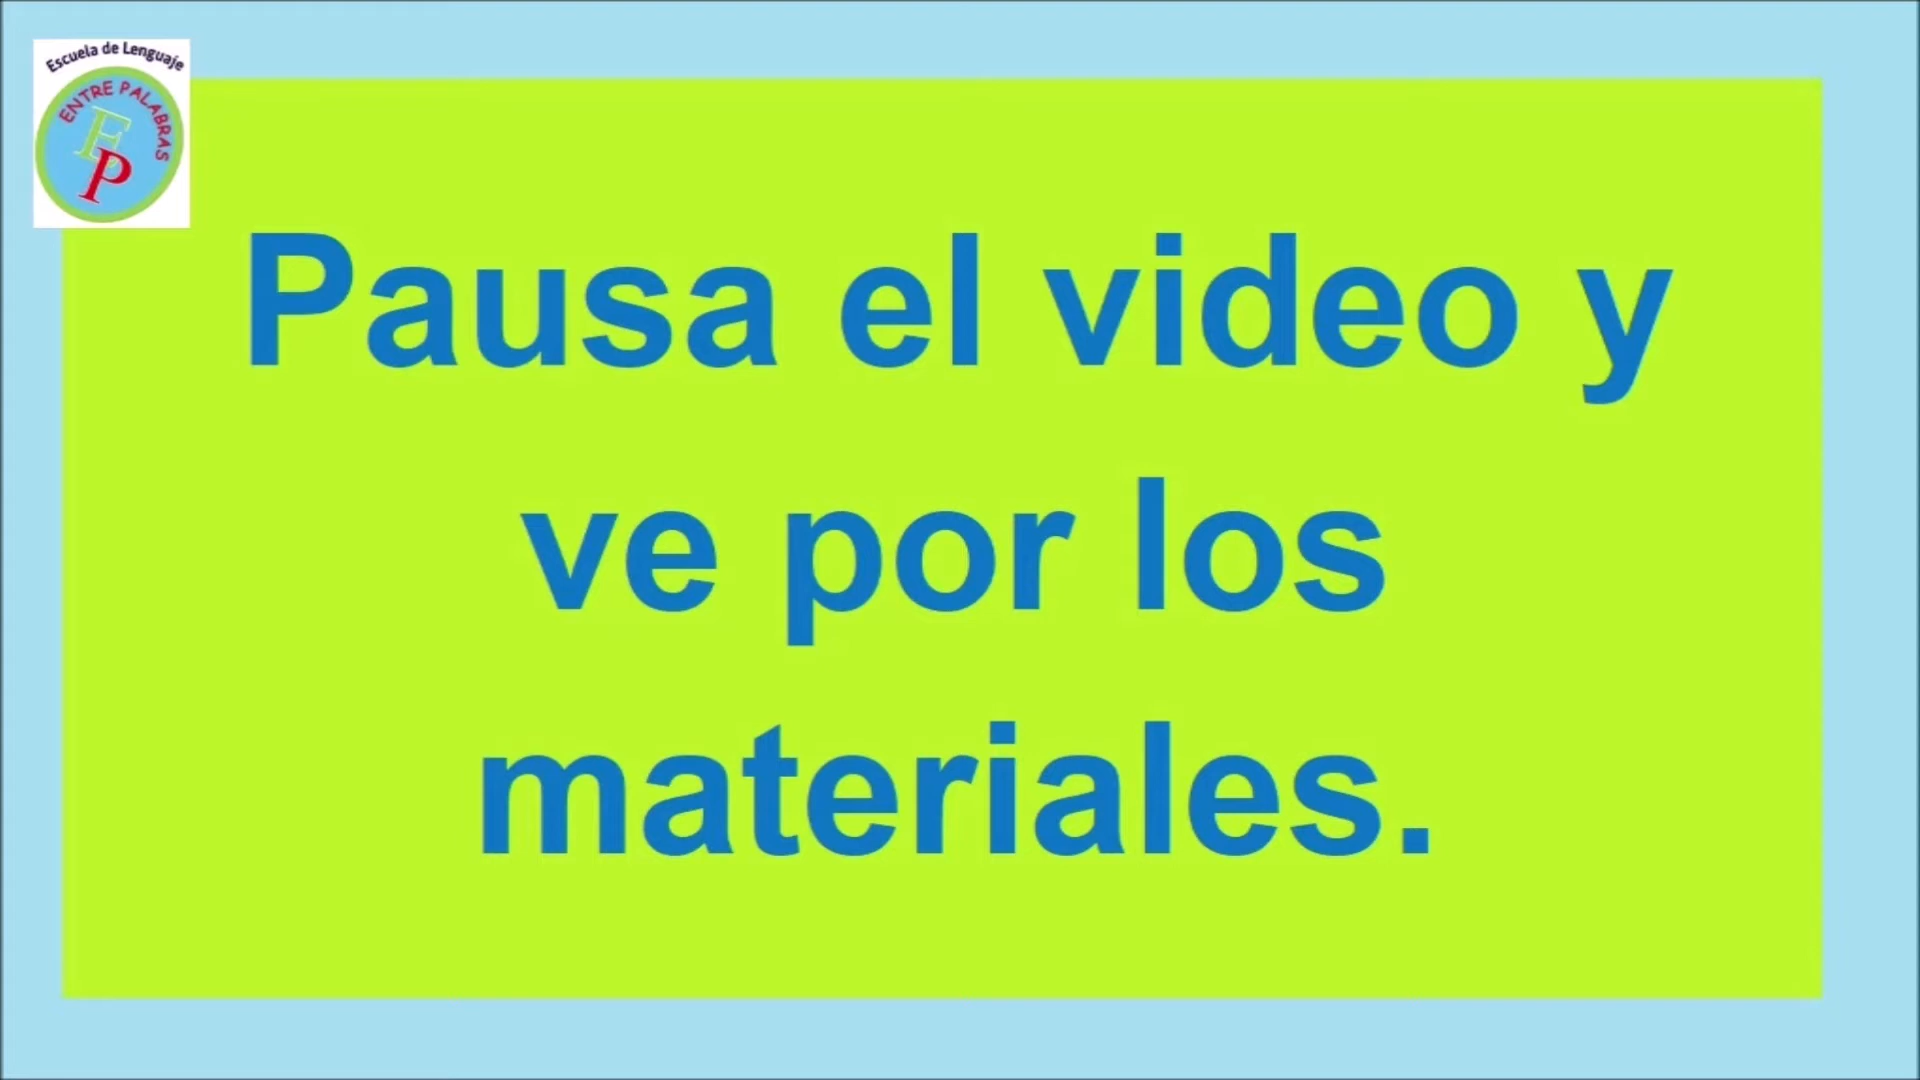 Escuela de Lenguaje
ENTRE PALABRAS
EP
Pausa el video y
ve por los
materiales.